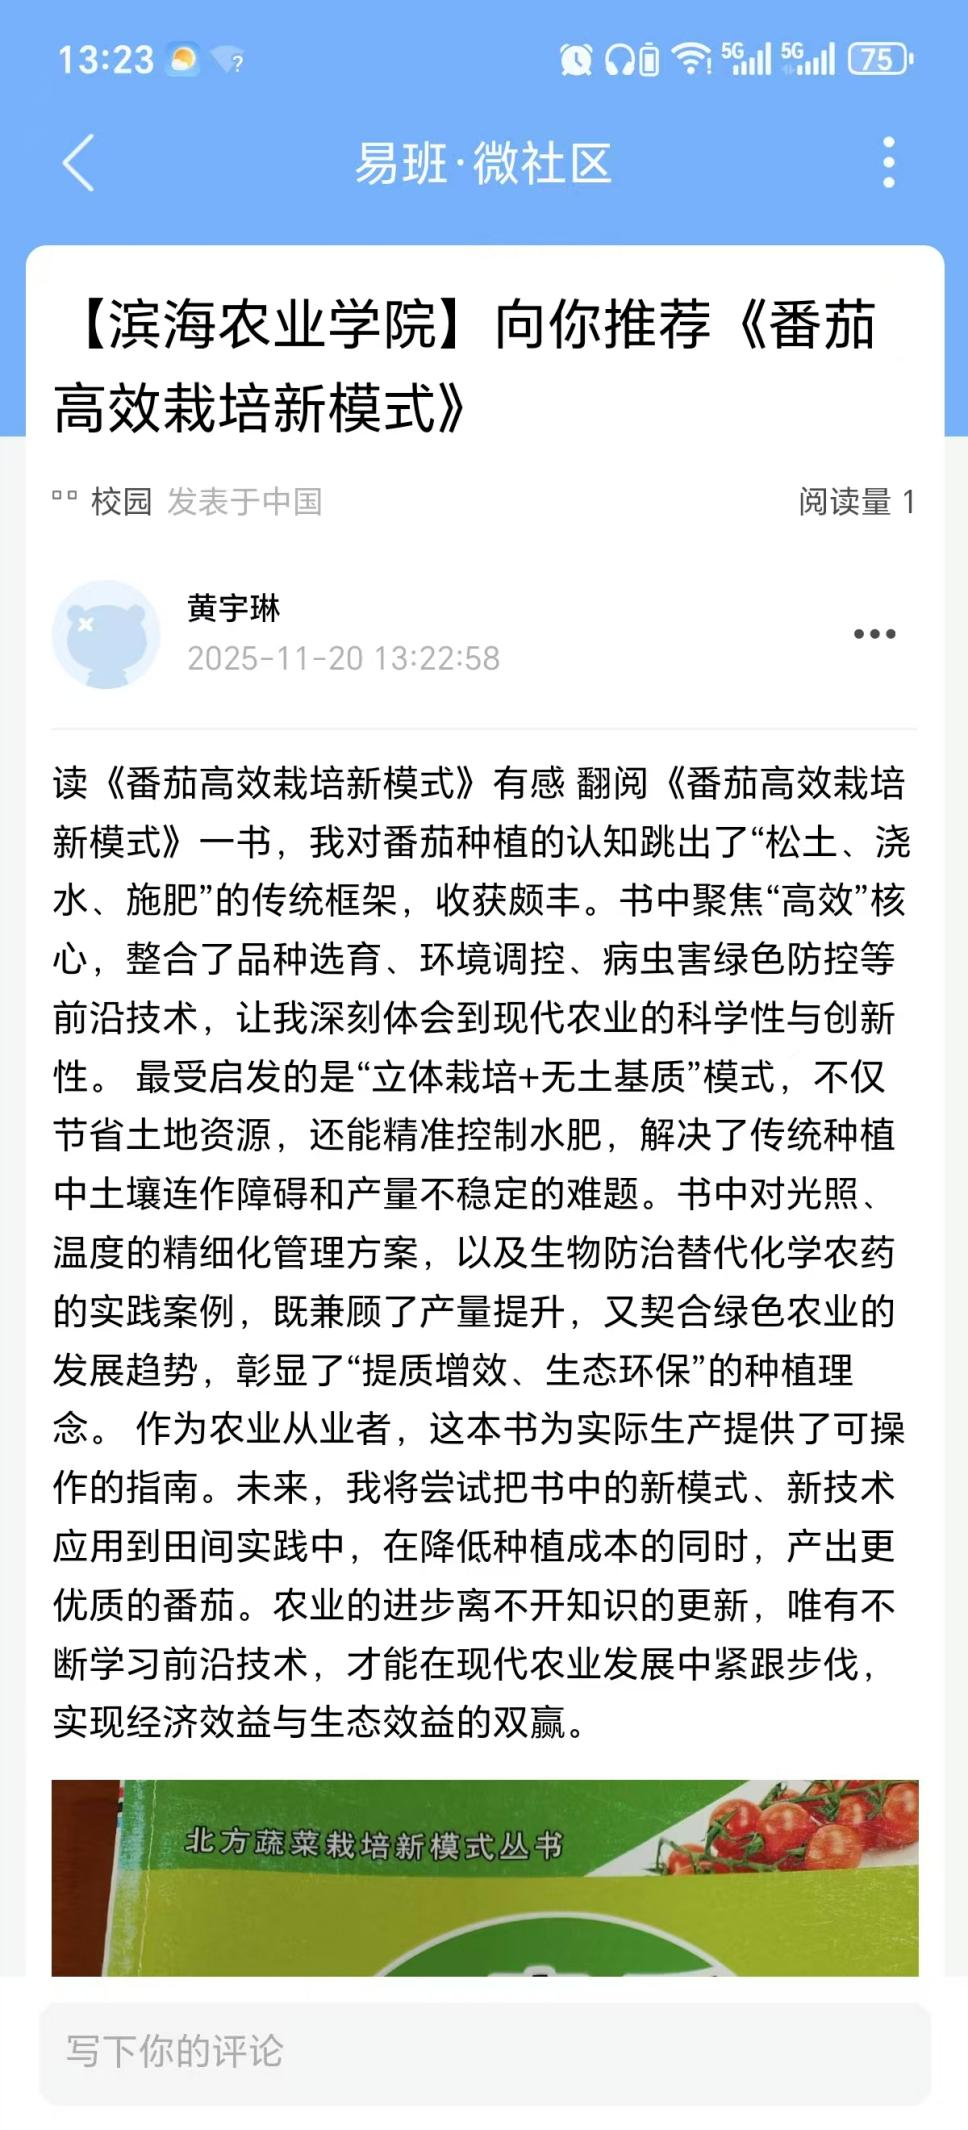 13:23
5G 5G 75
易班·微社区
【滨海农业学院】向你推荐《番茄
高效栽培新模式》
校园 发表于中国 阅读量 1
黄宇琳
2025-11-20 13:22:58
读《番茄高效栽培新模式》有感 翻阅《番茄高效栽培
新模式》一书，我对番茄种植的认知跳出了“松土、浇
水、施肥”的传统框架，收获颇丰。书中聚焦“高效”核
心，整合了品种选育、环境调控、病虫害绿色防控等
前沿技术，让我深刻体会到现代农业的科学性与创新
性。 最受启发的是“立体栽培+无土基质”模式，不仅
节省土地资源，还能精准控制水肥，解决了传统种植
中土壤连作障碍和产量不稳定的难题。书中对光照、
温度的精细化管理方案，以及生物防治替代化学农药
的实践案例，既兼顾了产量提升，又契合绿色农业的
发展趋势，彰显了“提质增效、生态环保”的种植理
念。 作为农业从业者，这本书为实际生产提供了可操
作的指南。未来，我将尝试把书中的新模式、新技术
应用到田间实践中，在降低种植成本的同时，产出更
优质的番茄。农业的进步离不开知识的更新，唯有不
断学习前沿技术，才能在现代农业发展中紧跟步伐，
实现经济效益与生态效益的双赢。
北方蔬菜栽培新模式丛书
写下你的评论